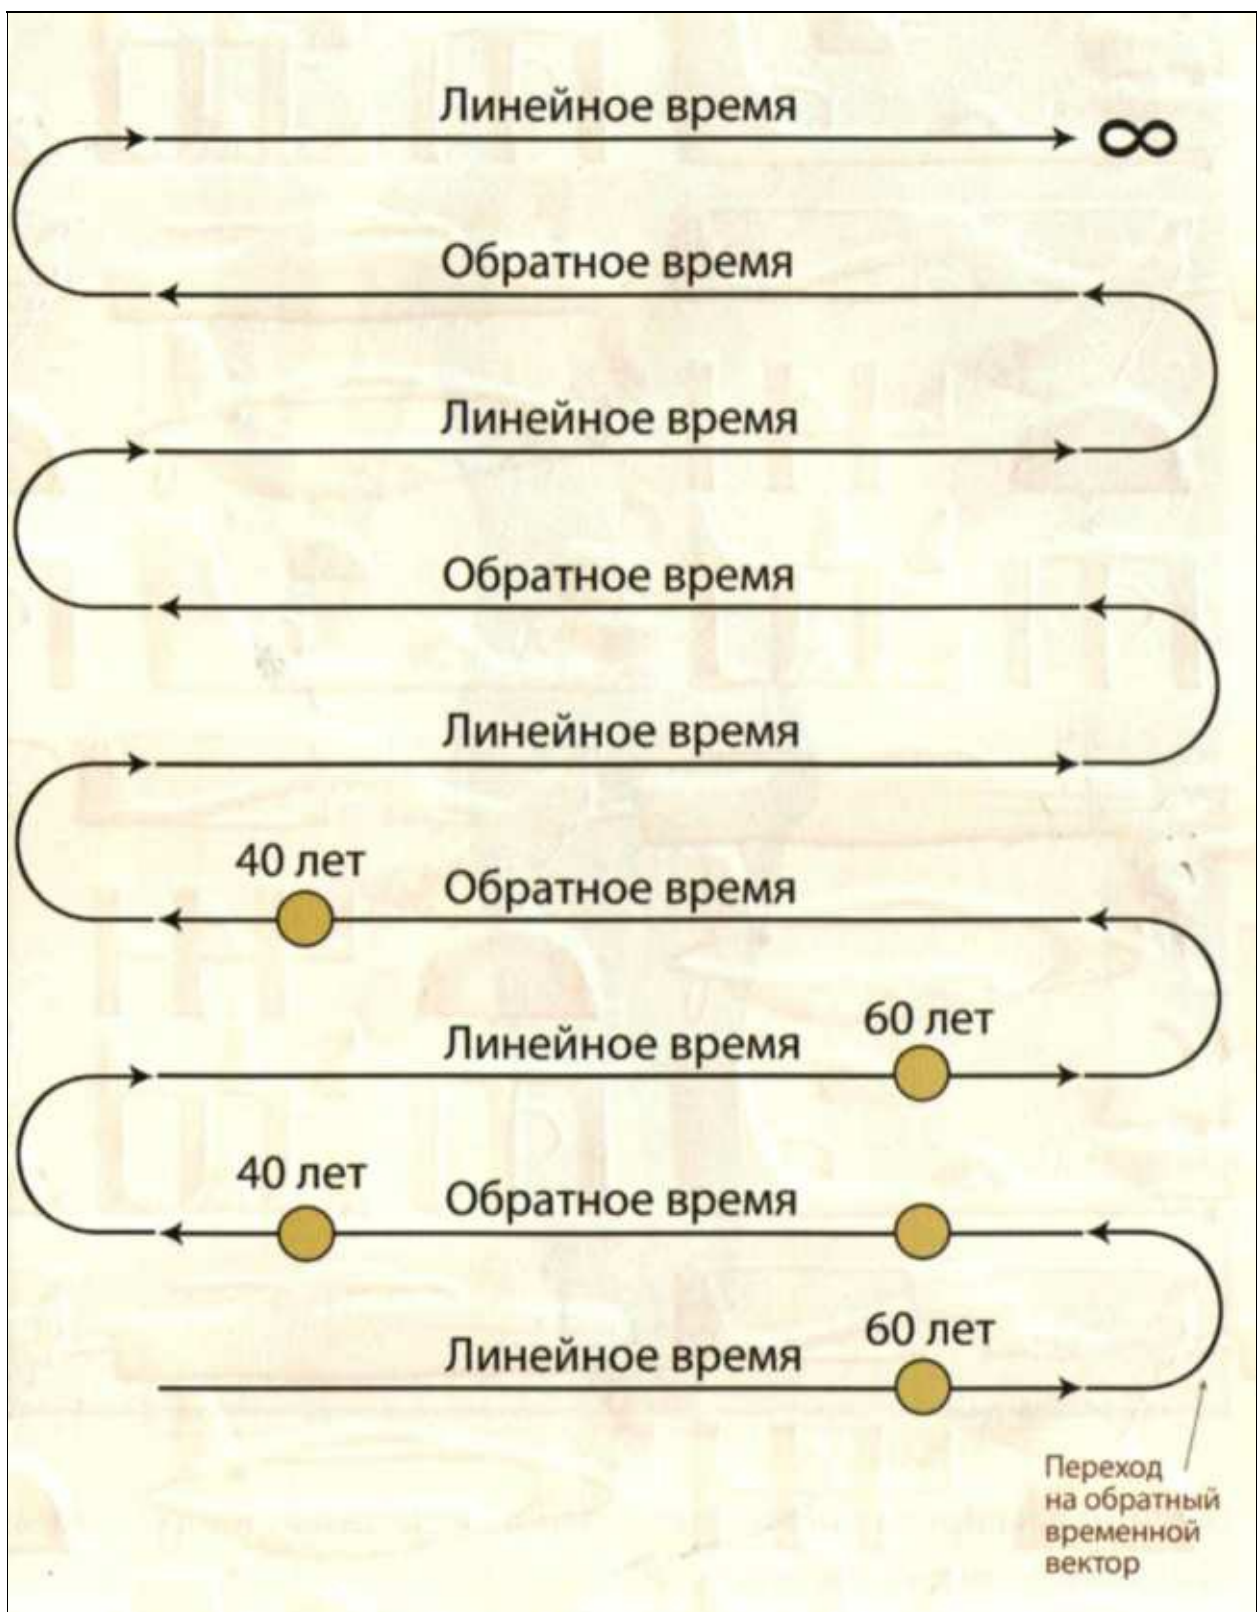 Линейное время
∞
Обратное время
Линейное время
Обратное время
Линейное время
40 лет
Обратное время
60 лет
Линейное время
40 лет
Обратное время
60 лет
Линейное время
Переход
на обратный
временной
вектор